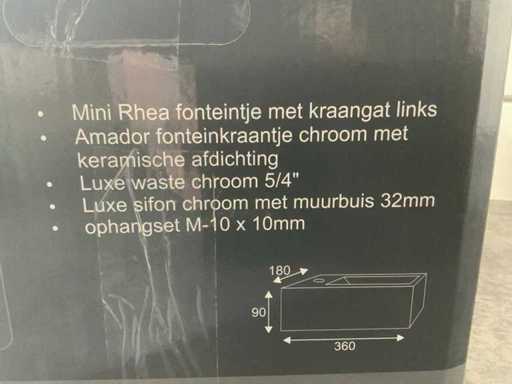 • Mini Rhea fonteintje met kraangat links
• Amador fonteinkraantje chroom met
keramische afdichting
• Luxe waste chroom 5/4"
• Luxe sifon chroom met muurbuis 32mm
• ophangset M-10 x 10mm
180
90
360